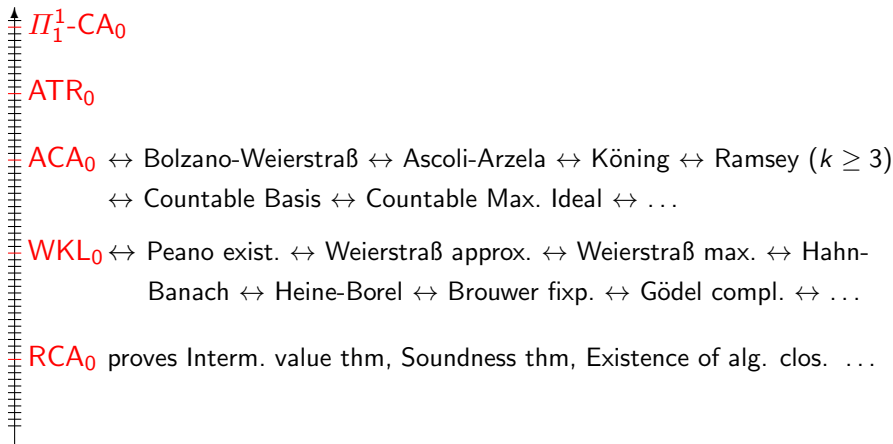 Π¹₁-CA₀
ATR₀
ACA₀ ↔ Bolzano-Weierstraß ↔ Ascoli-Arzela ↔ Köning ↔ Ramsey (k ≥ 3)
↔ Countable Basis ↔ Countable Max. Ideal ↔ …
WKL₀ ↔ Peano exist. ↔ Weierstraß approx. ↔ Weierstraß max. ↔ Hahn-
Banach ↔ Heine-Borel ↔ Brouwer fixp. ↔ Gödel compl. ↔ …
RCA₀ proves Interm. value thm, Soundness thm, Existence of alg. clos. …